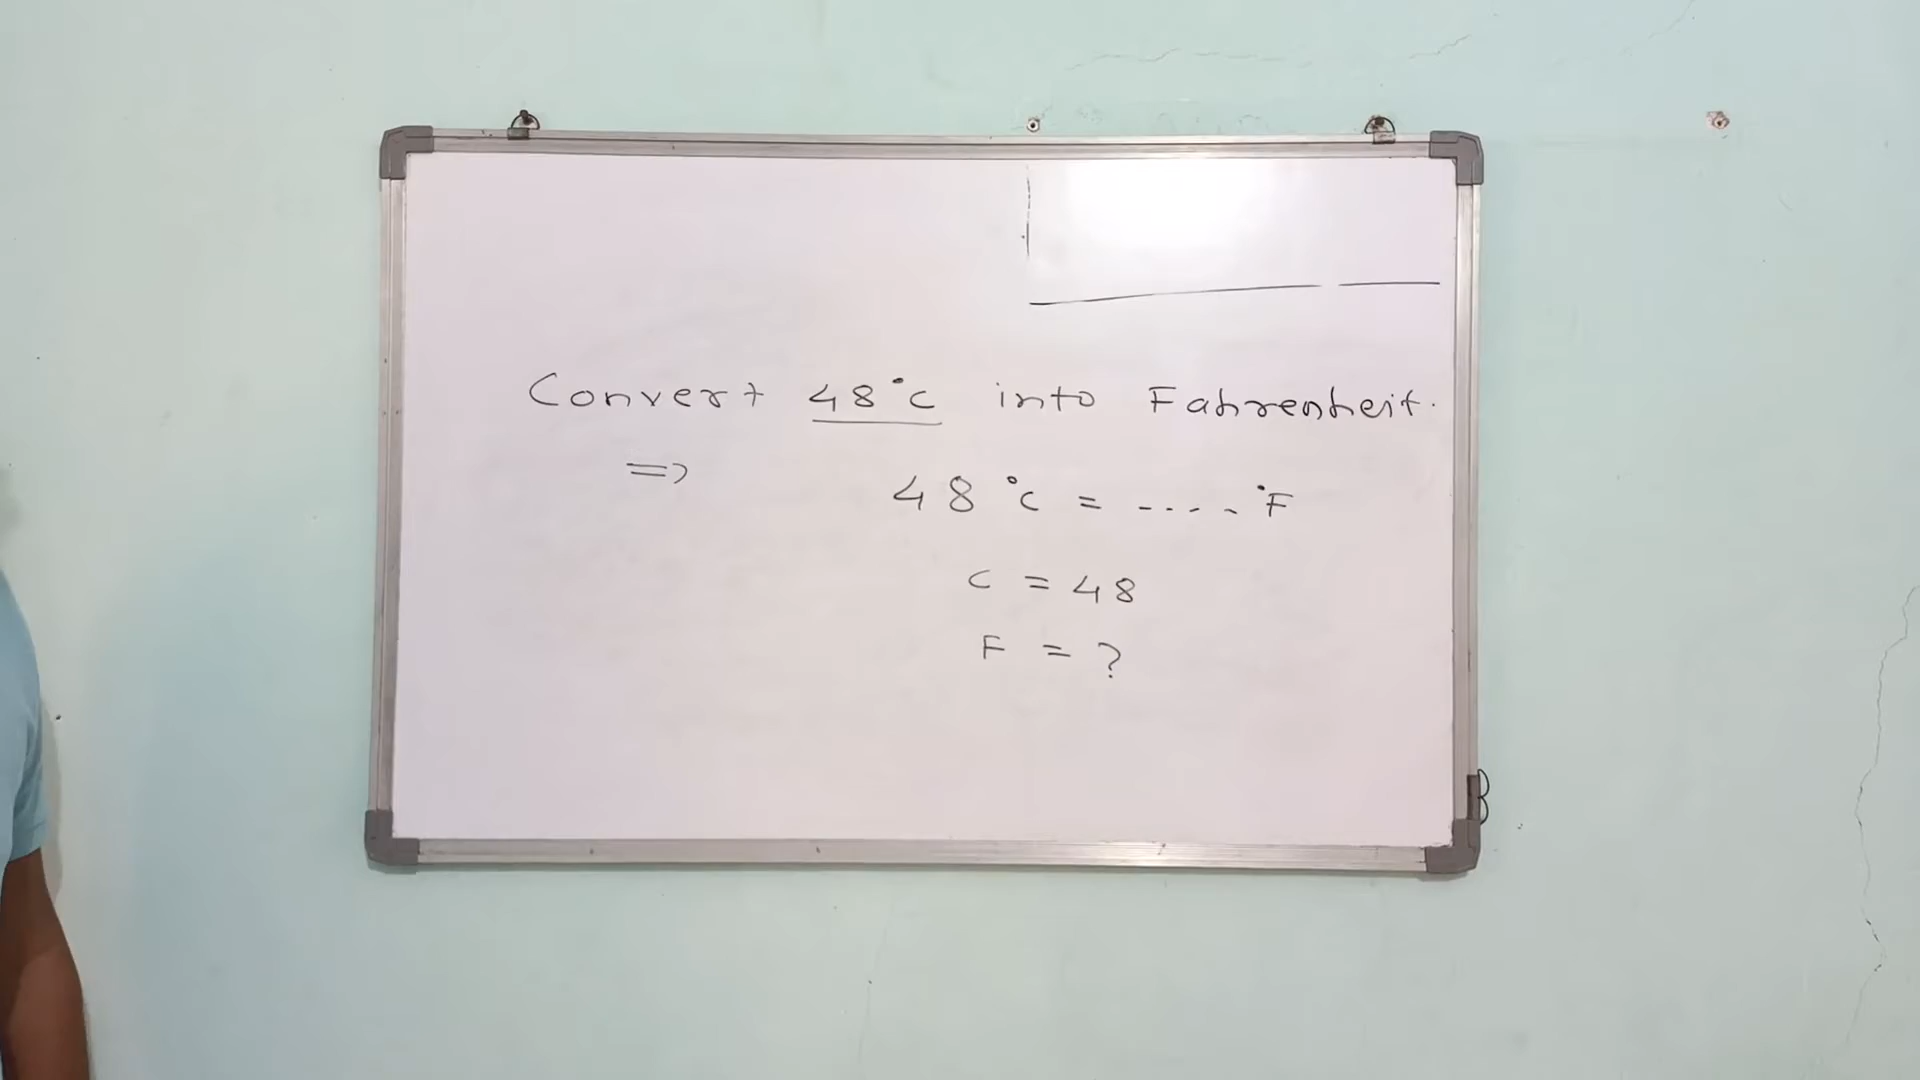 Convert 48°C into Fahrenheit.
=> 48 °C = ..... °F
C = 48
F = ?